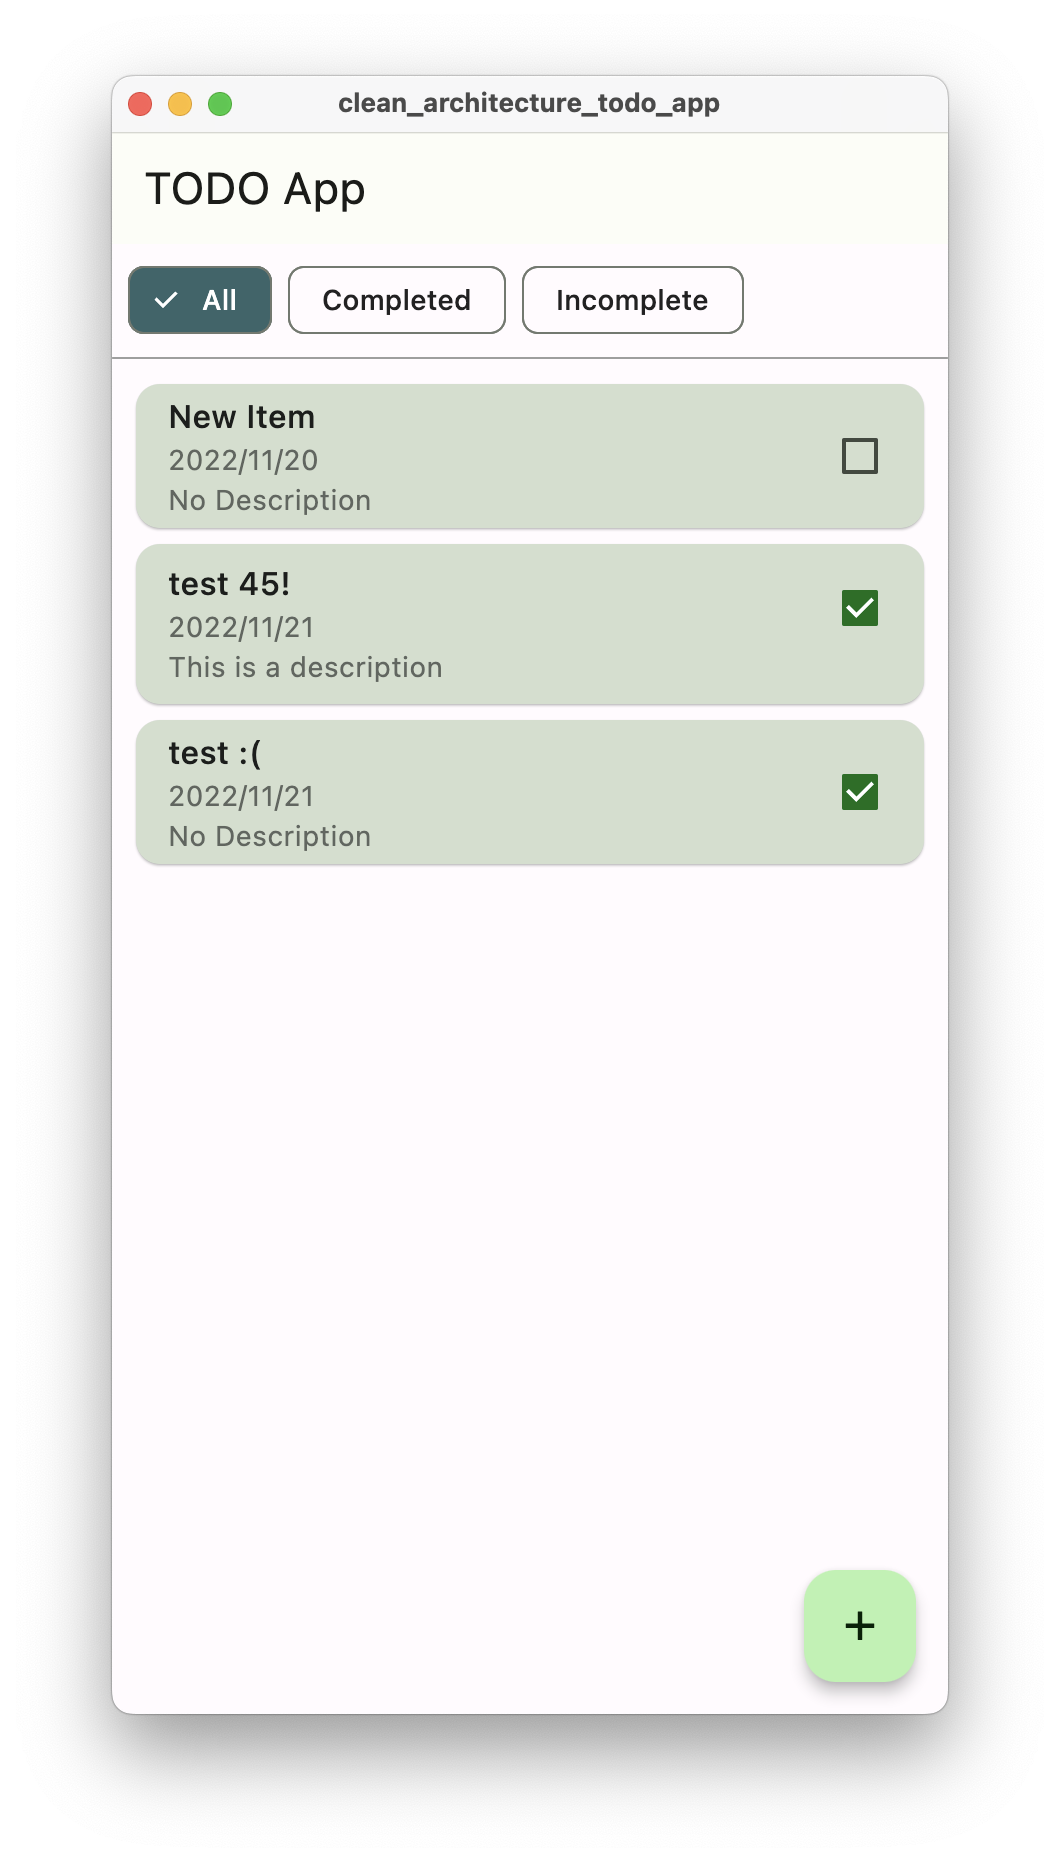 clean_architecture_todo_app
TODO App
All
Completed
Incomplete
New Item
2022/11/20
No Description
test 45!
2022/11/21
This is a description
test :(
2022/11/21
No Description